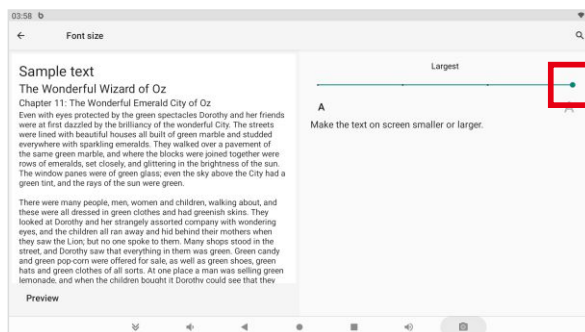 03:58 b
Font size
Sample text
The Wonderful Wizard of Oz
Chapter 11: The Wonderful Emerald City of Oz
Even with eyes protected by the green spectacles Dorothy and her friends
were at first dazzled by the brilliancy of the wonderful City. The streets
were lined with beautiful houses all built of green marble and studded
everywhere with sparkling emeralds. They walked over a pavement of
the same green marble, and where the blocks were joined together were
rows of emeralds, set closely, and glittering in the brightness of the sun.
The window panes were of green glass; even the sky above the City had a
green tint, and the rays of the sun were green.
There were many people, men, women and children, walking about, and
these were all dressed in green clothes and had greenish skins. They
looked at Dorothy and her strangely assorted company with wondering
eyes, and the children all ran away and hid behind their mothers when
they saw the Lion; but no one spoke to them. Many shops stood in the
street, and Dorothy saw that everything in them was green. Green candy
and green pop-corn were offered for sale, as well as green shoes, green
hats and green clothes of all sorts. At one place a man was selling green
lemonade, and when the children bought it Dorothy could see that they
Preview
Largest
A
A
Make the text on screen smaller or larger.